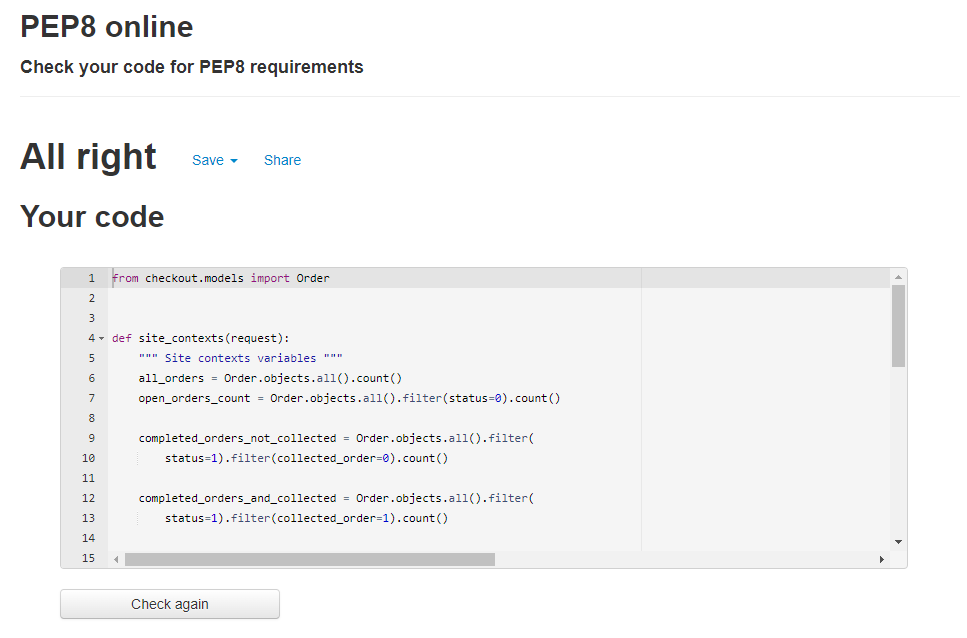 PEP8 online
Check your code for PEP8 requirements
All right Save Share
Your code
1 from checkout.models import Order
2
3
4 def site_contexts(request):
5 """ Site contexts variables """
6 all_orders = Order.objects.all().count()
7 open_orders_count = Order.objects.all().filter(status=0).count()
8
9 completed_orders_not_collected = Order.objects.all().filter(
10 status=1).filter(collected_order=0).count()
11
12 completed_orders_and_collected = Order.objects.all().filter(
13 status=1).filter(collected_order=1).count()
14
15
Check again